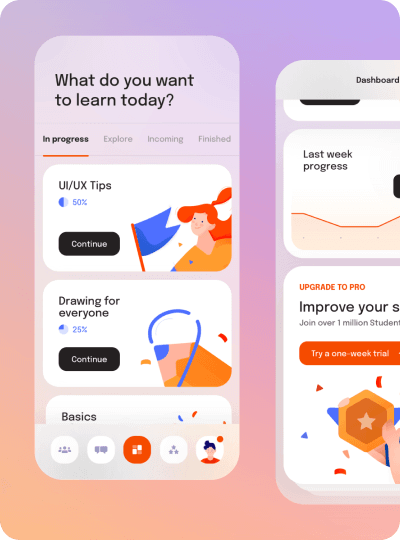 What do you want
to learn today?
In progress
Explore
Incoming
Finished
UI/UX Tips
50%
Continue
Drawing for
everyone
25%
Continue
Basics
Dashboard
Last week
progress
UPGRADE TO PRO
Improve your s
Join over 1 million Student
Try a one-week trial